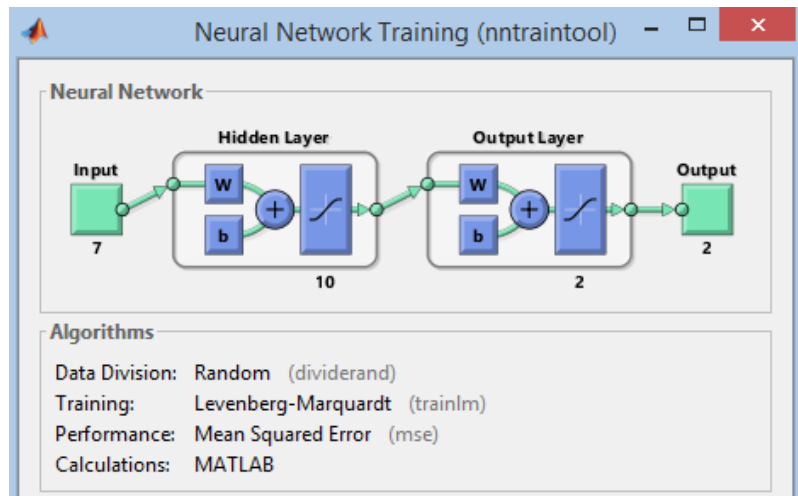 Neural Network Training (nntraintool)
Neural Network
Hidden Layer
Output Layer
Input
W
b
+
W
b
+
Output
7
10
2
2
Algorithms
Data Division: Random (dividerand)
Training: Levenberg-Marquardt (trainlm)
Performance: Mean Squared Error (mse)
Calculations: MATLAB